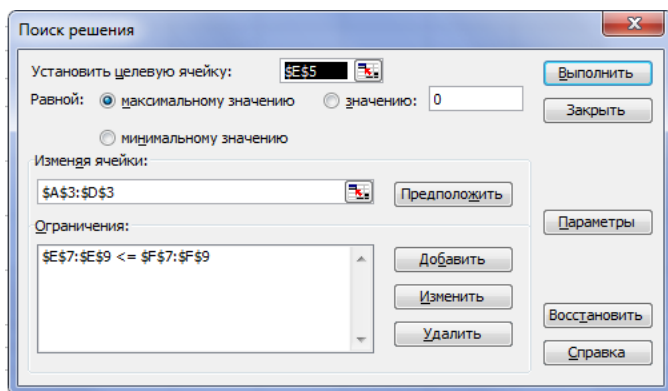 Поиск решения
Установить целевую ячейку: $E$5
Выполнить
Равной: максимальному значению значению: 0
Закрыть
минимальному значению
Изменяя ячейки:
$A$3:$D$3
Предположить
Параметры
Ограничения:
$E$7:$E$9 <= $F$7:$F$9
Добавить
Изменить
Удалить
Восстановить
Справка